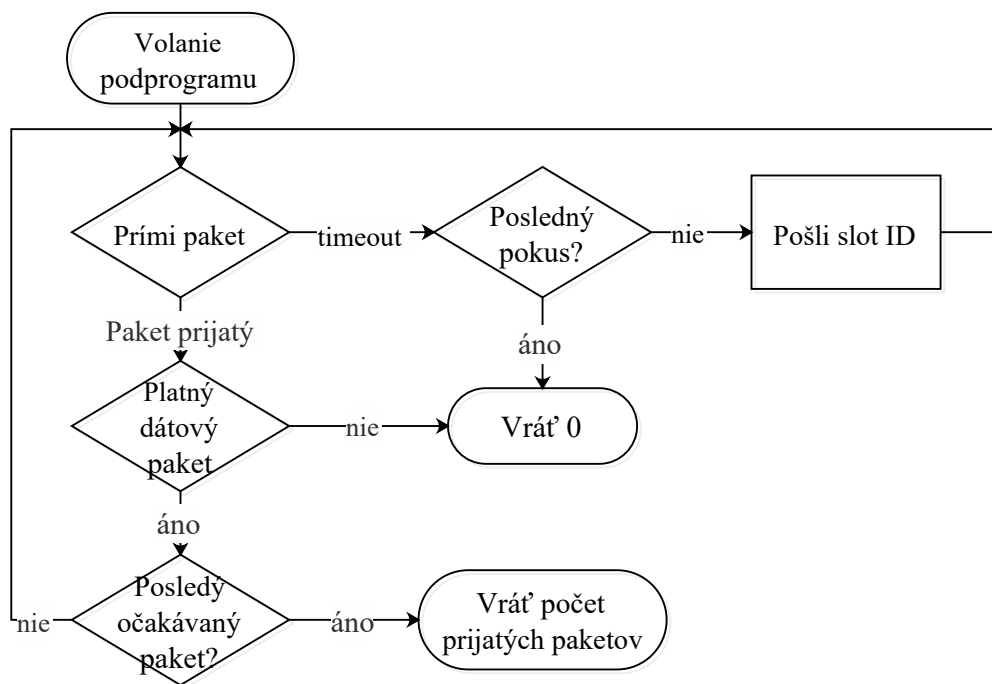 Volanie
podprogramu
Prími paket
timeout
Posledný
pokus?
nie
Pošli slot ID
Paket prijatý
áno
Platný
dátový
paket
nie
Vráť 0
áno
Posledý
očakávaný
paket?
nie
áno
Vráť počet
prijatých paketov